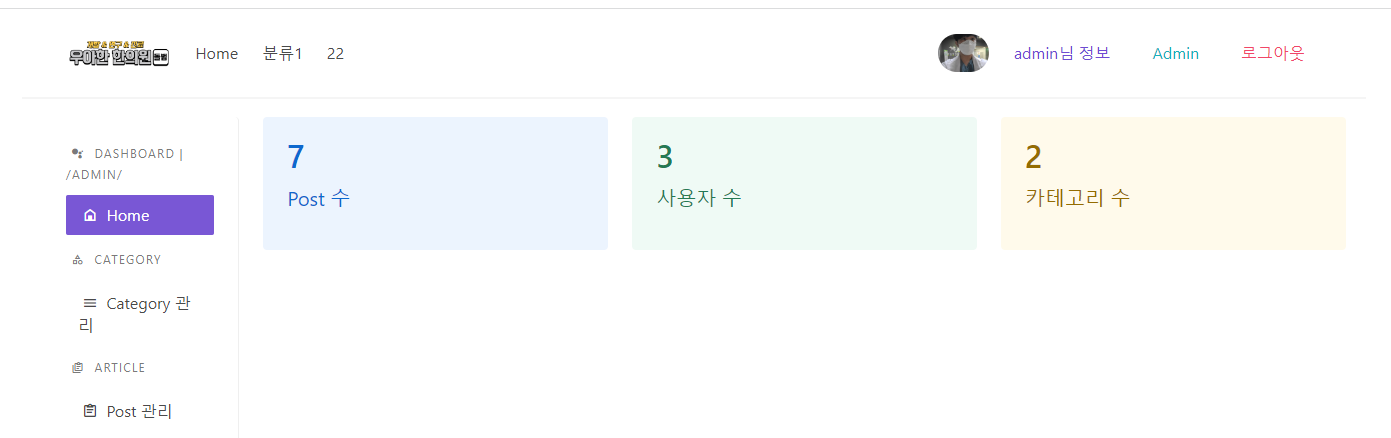 우아한 한의원
Home 분류1 22
admin님 정보 Admin 로그아웃
DASHBOARD |
/ADMIN/
Home
CATEGORY
Category 관
리
ARTICLE
Post 관리
7
Post 수
3
사용자 수
2
카테고리 수